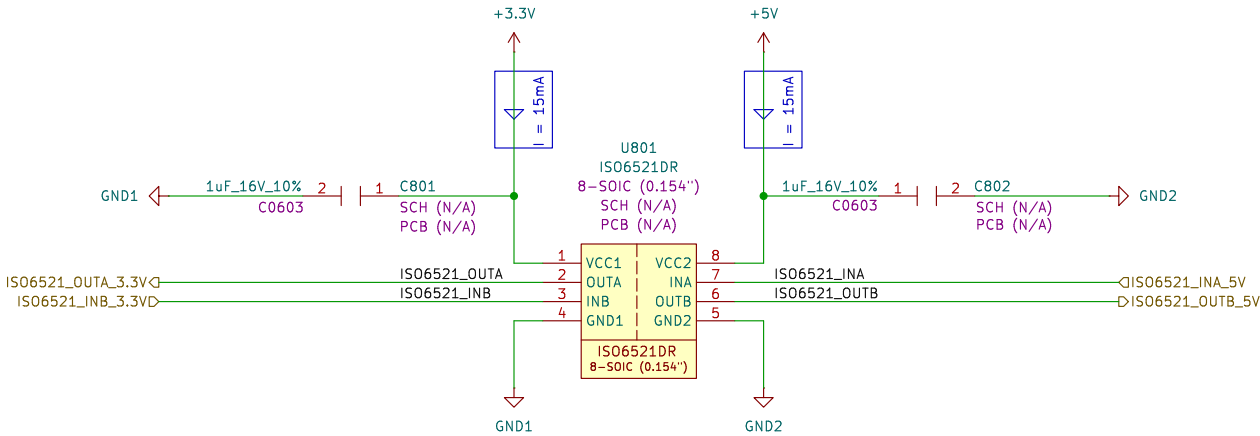 +3.3V
+5V
I = 15mA
I = 15mA
U801
ISO6521DR
8-SOIC (0.154")
SCH (N/A)
PCB (N/A)
GND1
1uF_16V_10%
C0603
2
1
C801
SCH (N/A)
PCB (N/A)
1uF_16V_10%
C0603
1
2
C802
SCH (N/A)
PCB (N/A)
GND2
1
VCC1
VCC2
8
ISO6521_OUTA_3.3V
ISO6521_OUTA
2
OUTA
INA
7
ISO6521_INA
ISO6521_INA_5V
ISO6521_INB_3.3V
ISO6521_INB
3
INB
OUTB
6
ISO6521_OUTB
ISO6521_OUTB_5V
4
GND1
GND2
5
ISO6521DR
8-SOIC (0.154")
GND1
GND2